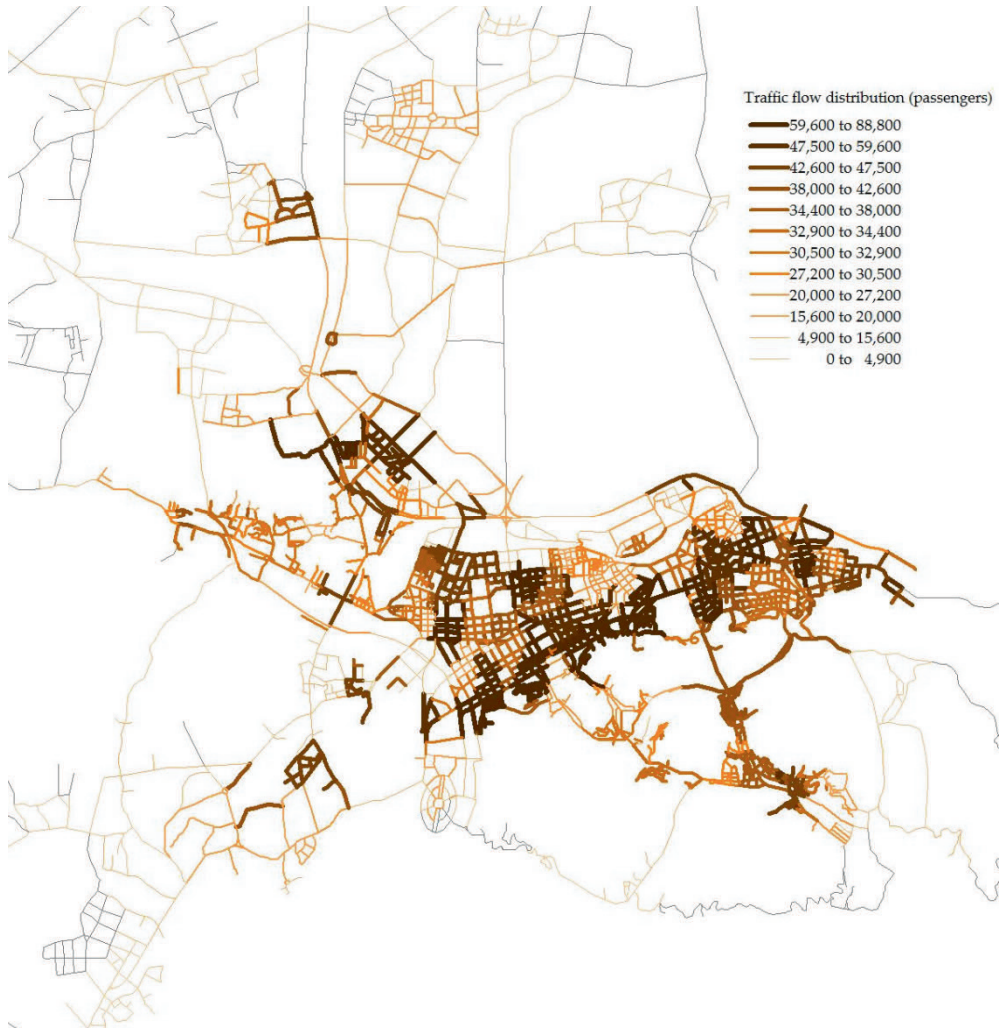 Traffic flow distribution (passengers)
59,600 to 88,800
47,500 to 59,600
42,600 to 47,500
38,000 to 42,600
34,400 to 38,000
32,900 to 34,400
30,500 to 32,900
27,200 to 30,500
20,000 to 27,200
15,600 to 20,000
4,900 to 15,600
0 to 4,900